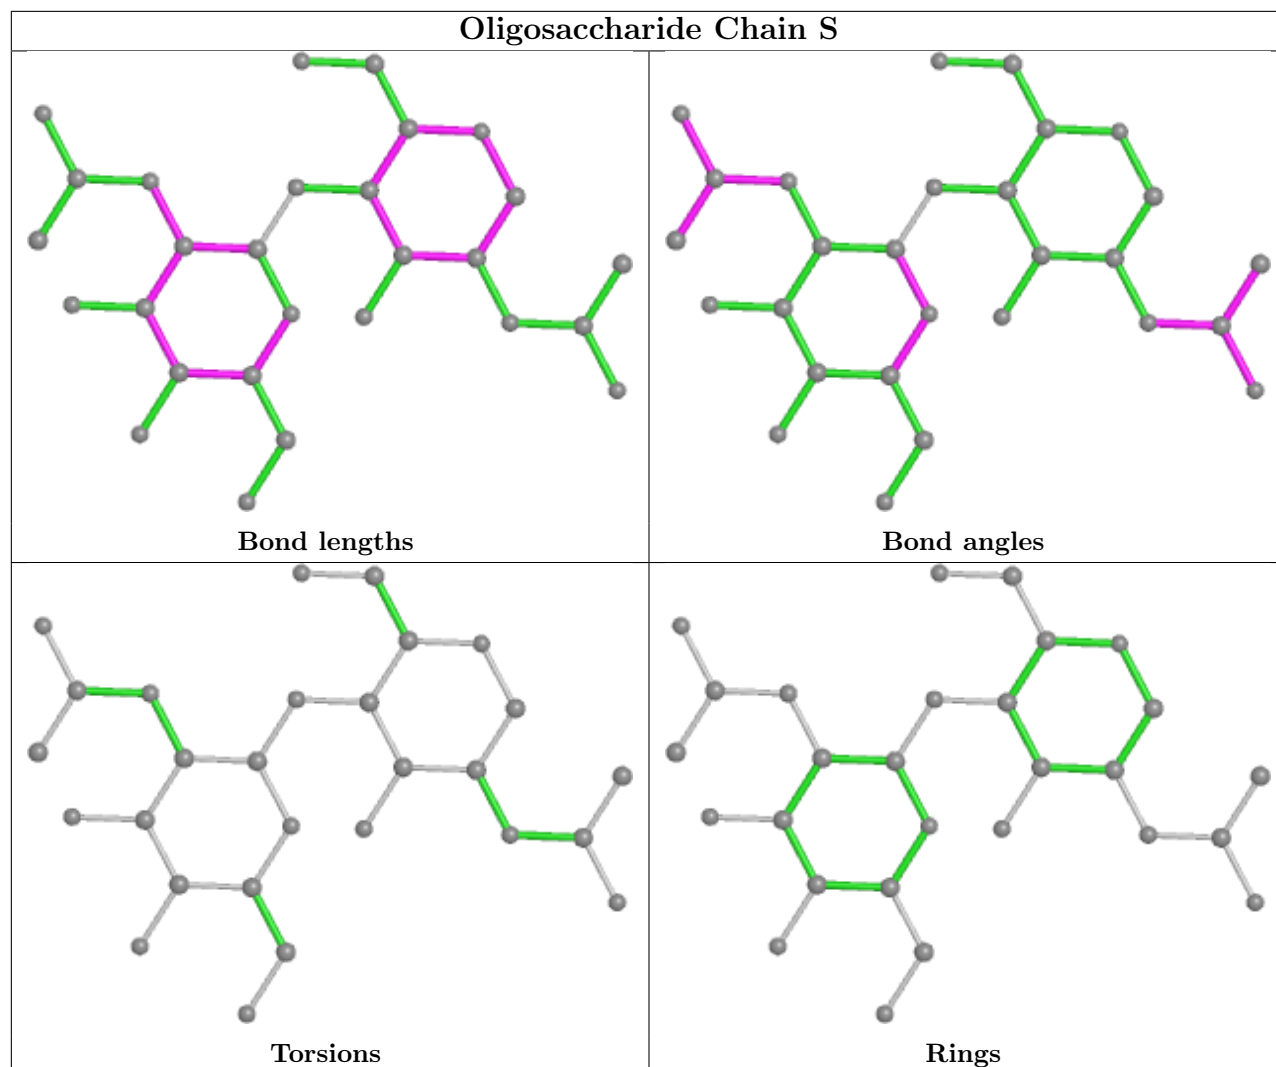 Oligosaccharide Chain S
Bond lengths
Bond angles
Torsions
Rings